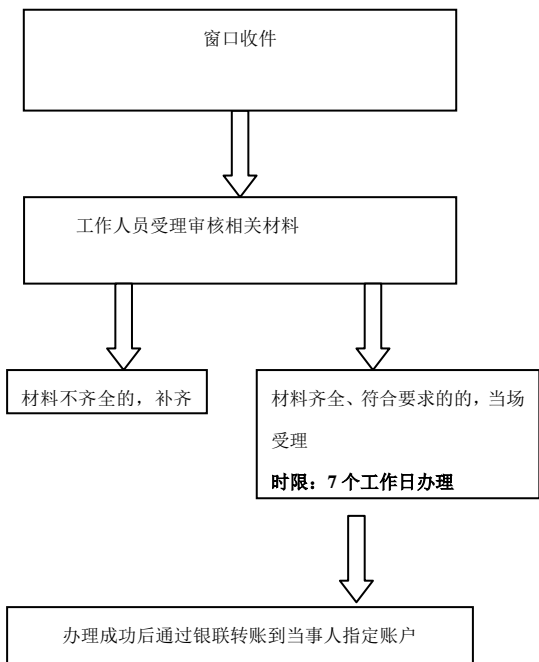 窗口收件
工作人员受理审核相关材料
材料不齐全的，补齐
材料齐全、符合要求的的，当场
受理
时限：7个工作日办理
办理成功后通过银联转账到当事人指定账户